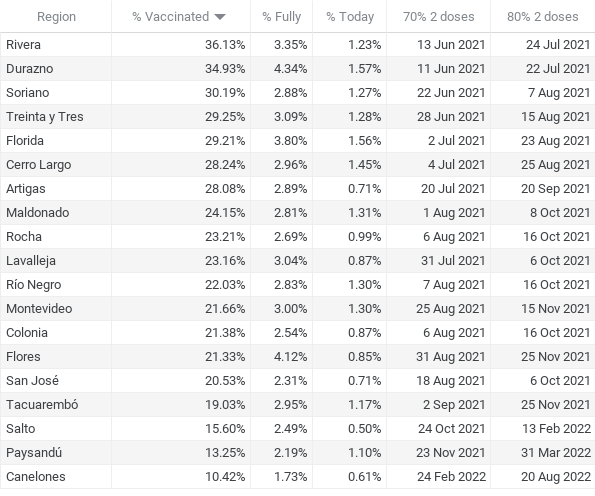 Region % Vaccinated % Fully % Today 70% 2 doses 80% 2 doses
Rivera 36.13% 3.35% 1.23% 13 Jun 2021 24 Jul 2021
Durazno 34.93% 4.34% 1.57% 11 Jun 2021 22 Jul 2021
Soriano 30.19% 2.88% 1.27% 22 Jun 2021 7 Aug 2021
Treinta y Tres 29.25% 3.09% 1.28% 28 Jun 2021 15 Aug 2021
Florida 29.21% 3.80% 1.56% 2 Jul 2021 23 Aug 2021
Cerro Largo 28.24% 2.96% 1.45% 4 Jul 2021 25 Aug 2021
Artigas 28.08% 2.89% 0.71% 20 Jul 2021 20 Sep 2021
Maldonado 24.15% 2.81% 1.31% 1 Aug 2021 8 Oct 2021
Rocha 23.21% 2.69% 0.99% 6 Aug 2021 16 Oct 2021
Lavalleja 23.16% 3.04% 0.87% 31 Jul 2021 6 Oct 2021
Río Negro 22.03% 2.83% 1.30% 7 Aug 2021 16 Oct 2021
Montevideo 21.66% 3.00% 1.30% 25 Aug 2021 15 Nov 2021
Colonia 21.38% 2.54% 0.87% 6 Aug 2021 16 Oct 2021
Flores 21.33% 4.12% 0.85% 31 Aug 2021 25 Nov 2021
San José 20.53% 2.31% 0.71% 18 Aug 2021 6 Oct 2021
Tacuarembó 19.03% 2.95% 1.17% 2 Sep 2021 25 Nov 2021
Salto 15.60% 2.49% 0.50% 24 Oct 2021 13 Feb 2022
Paysandú 13.25% 2.19% 1.10% 23 Nov 2021 31 Mar 2022
Canelones 10.42% 1.73% 0.61% 24 Feb 2022 20 Aug 2022